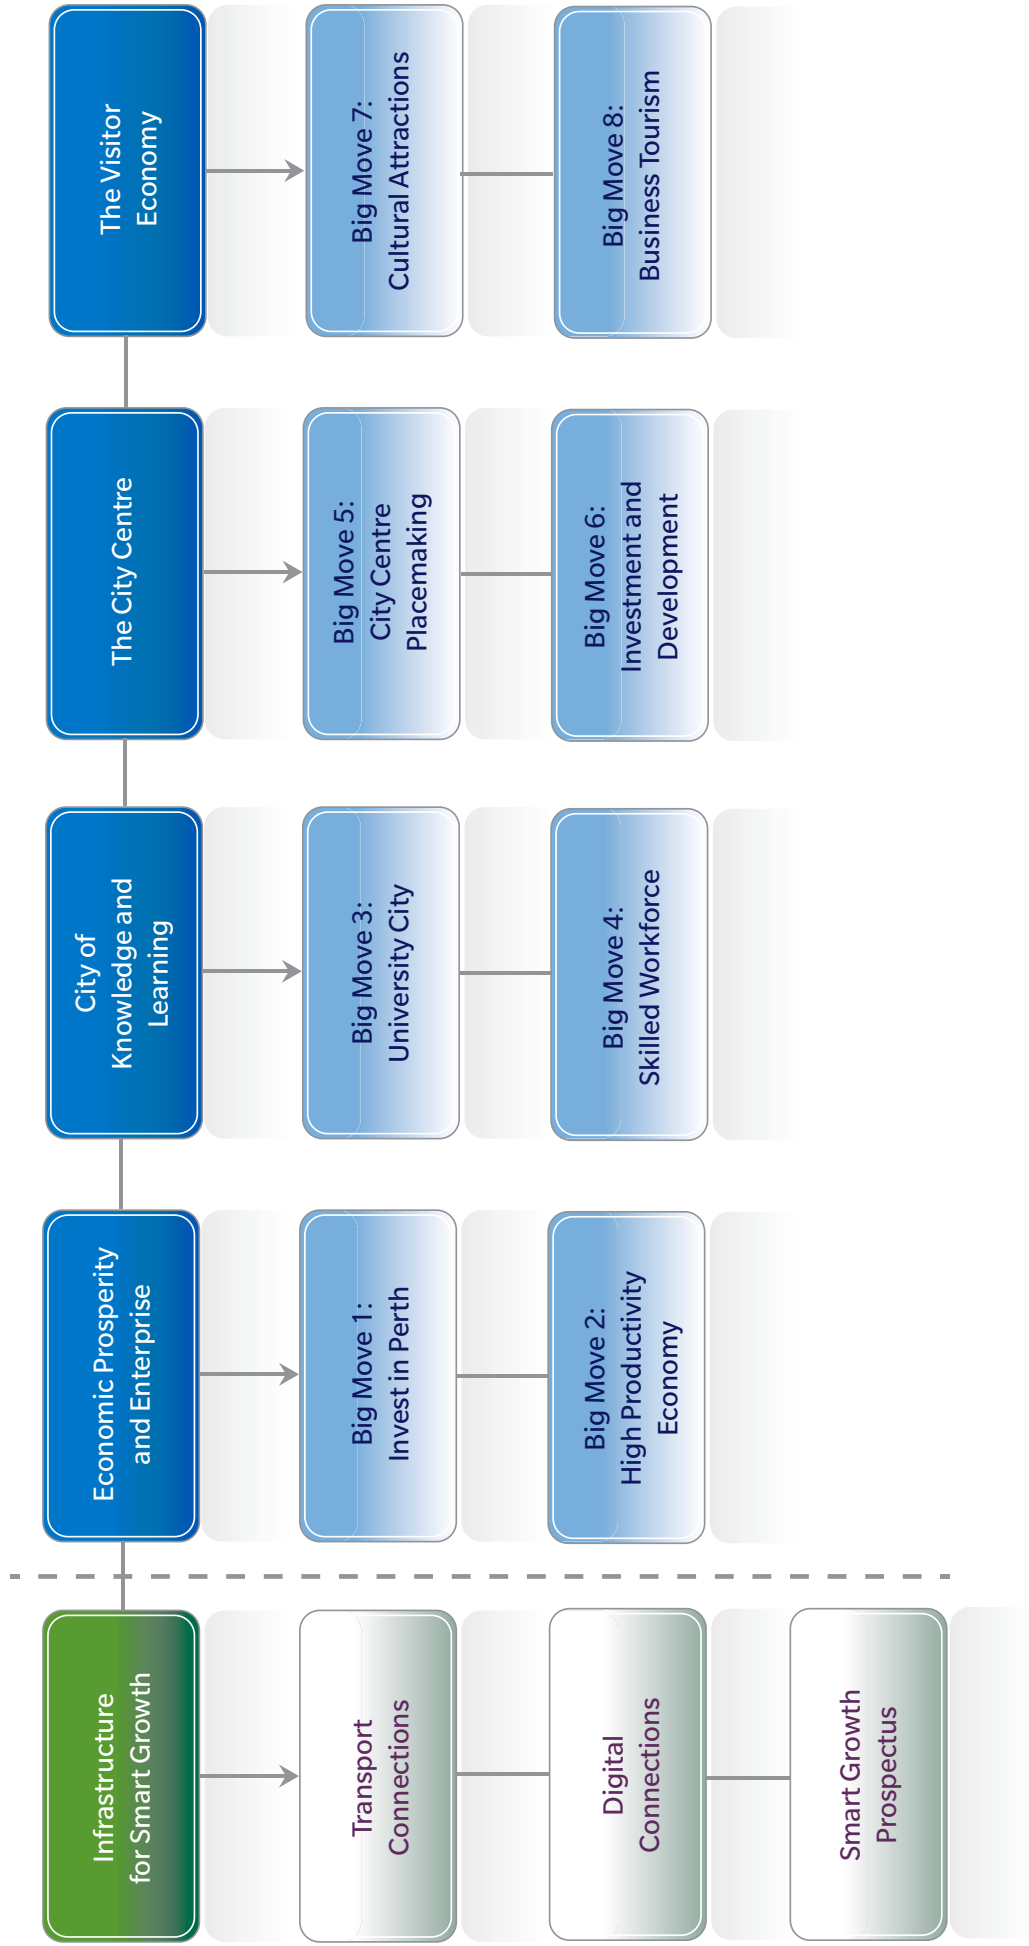 Infrastructure
for Smart Growth
Economic Prosperity
and Enterprise
City of
Knowledge and
Learning
The City Centre
The Visitor
Economy
Transport
Connections
Big Move 1:
Invest in Perth
Big Move 3:
University City
Big Move 5:
City Centre
Placemaking
Big Move 7:
Cultural Attractions
Digital
Connections
Big Move 2:
High Productivity
Economy
Big Move 4:
Skilled Workforce
Big Move 6:
Investment and
Development
Big Move 8:
Business Tourism
Smart Growth
Prospectus